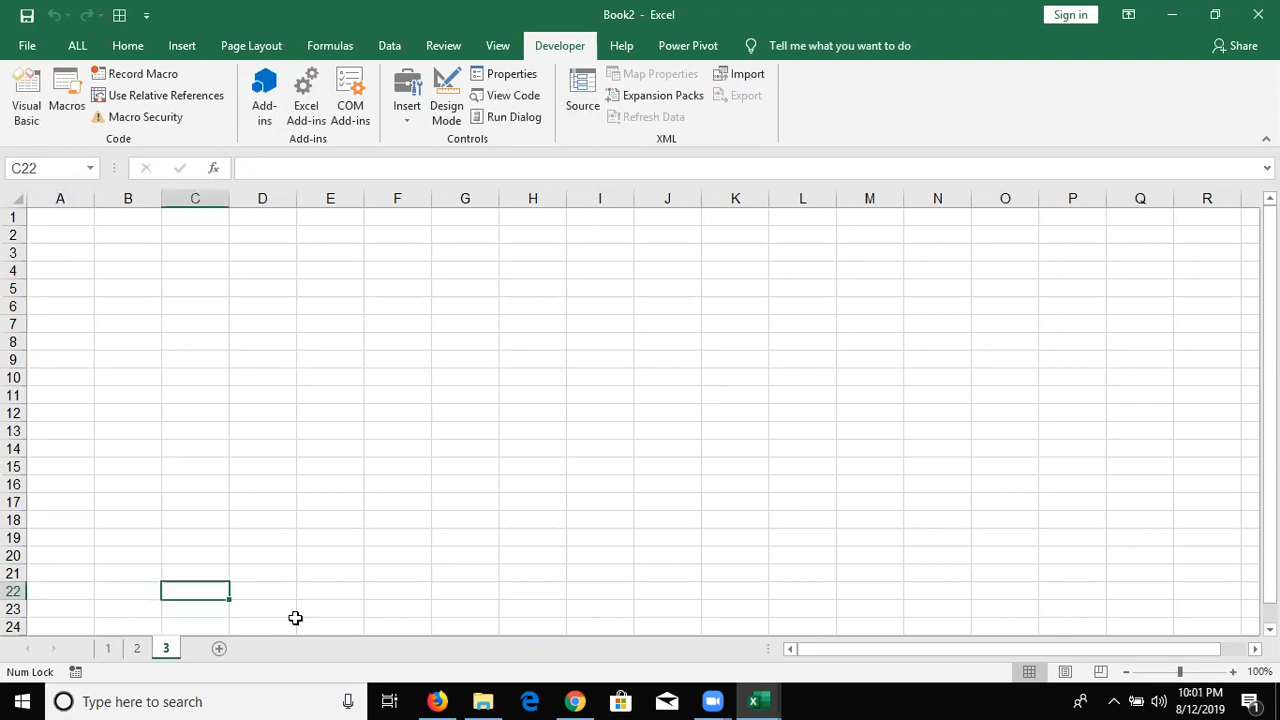 Book2 - Excel
Sign in
File ALL Home Insert Page Layout Formulas Data Review View Developer Help Power Pivot Tell me what you want to do Share
Visual Basic
Macros
Record Macro
Use Relative References
Macro Security
Code
Add-ins
Excel Add-ins
COM Add-ins
Add-ins
Insert
Design Mode
Properties
View Code
Run Dialog
Controls
Source
Map Properties
Expansion Packs
Refresh Data
Import
Export
XML
C22
fx
A B C D E F G H I J K L M N O P Q R
1
2
3
4
5
6
7
8
9
10
11
12
13
14
15
16
17
18
19
20
21
22
23
24
1 2 3
Num Lock
100%
Type here to search
10:01 PM
8/12/2019
1